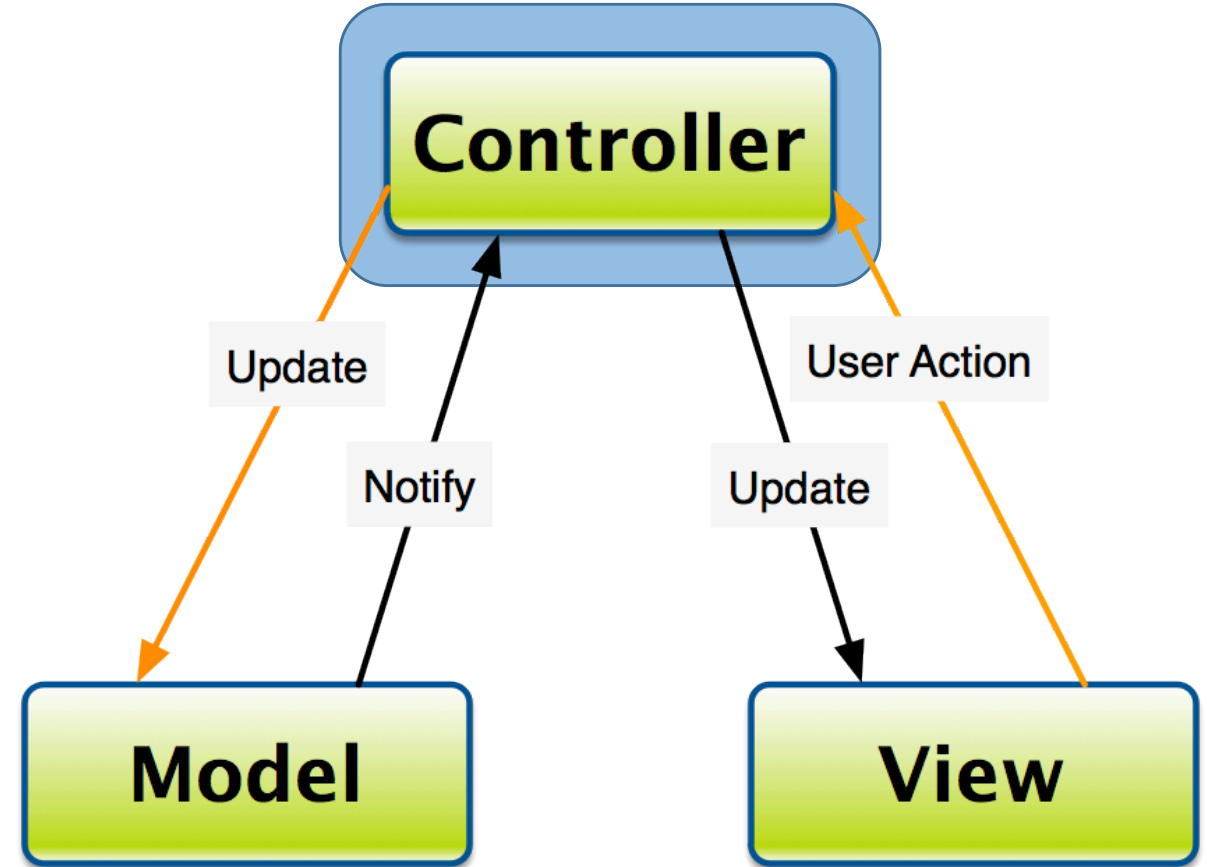 Controller
Update
User Action
Notify
Update
Model
View